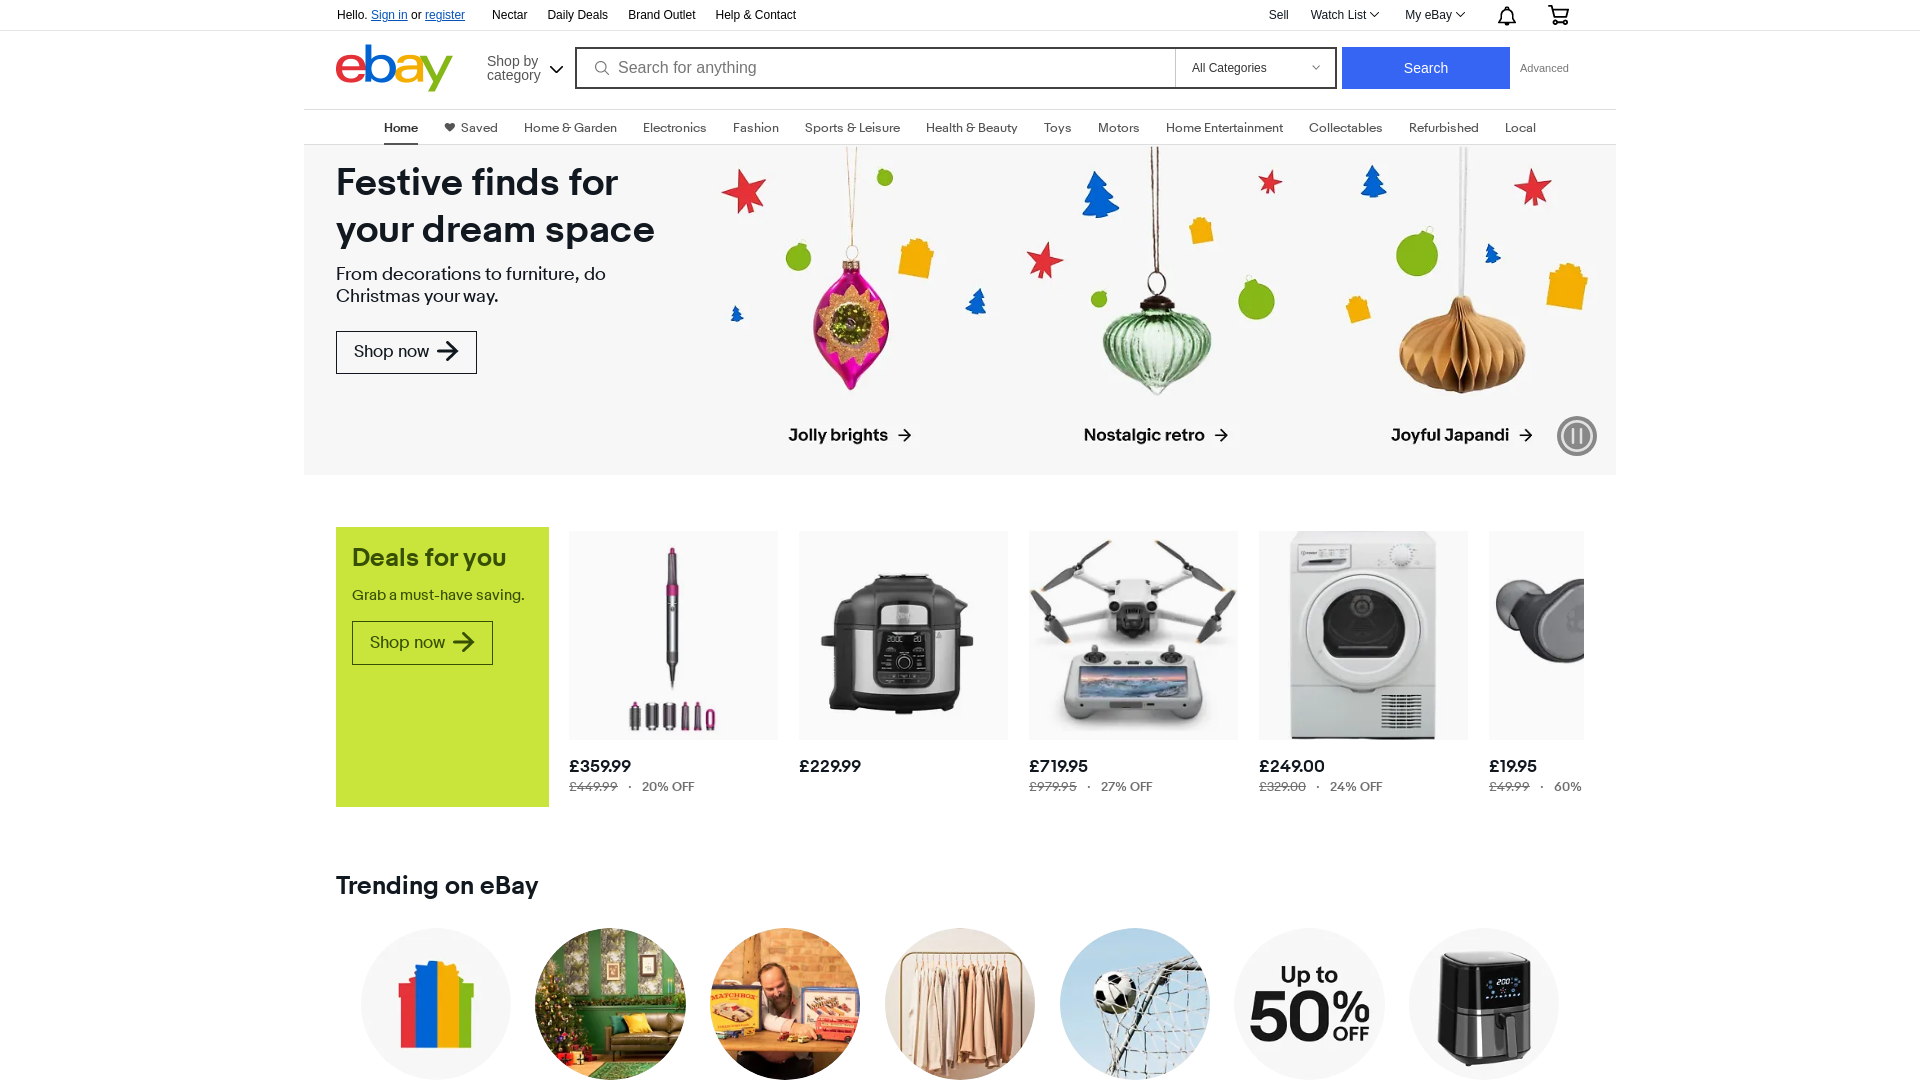 Hello. Sign in or register
Nectar
Daily Deals
Brand Outlet
Help & Contact
Sell
Watch List
My eBay
ebay
Shop by
category
Search for anything
All Categories
Search
Advanced
Home
Saved
Home & Garden
Electronics
Fashion
Sports & Leisure
Health & Beauty
Toys
Motors
Home Entertainment
Collectables
Refurbished
Local
Festive finds for
your dream space
From decorations to furniture, do
Christmas your way.
Shop now
Jolly brights
Nostalgic retro
Joyful Japandi
Deals for you
Grab a must-have saving.
Shop now
£359.99
£449.99 · 20% OFF
£229.99
£719.95
£979.95 · 27% OFF
£249.00
£329.00 · 24% OFF
£19.95
£49.99 · 60%
Trending on eBay
MATCHBOX
Up to
50%
OFF
200